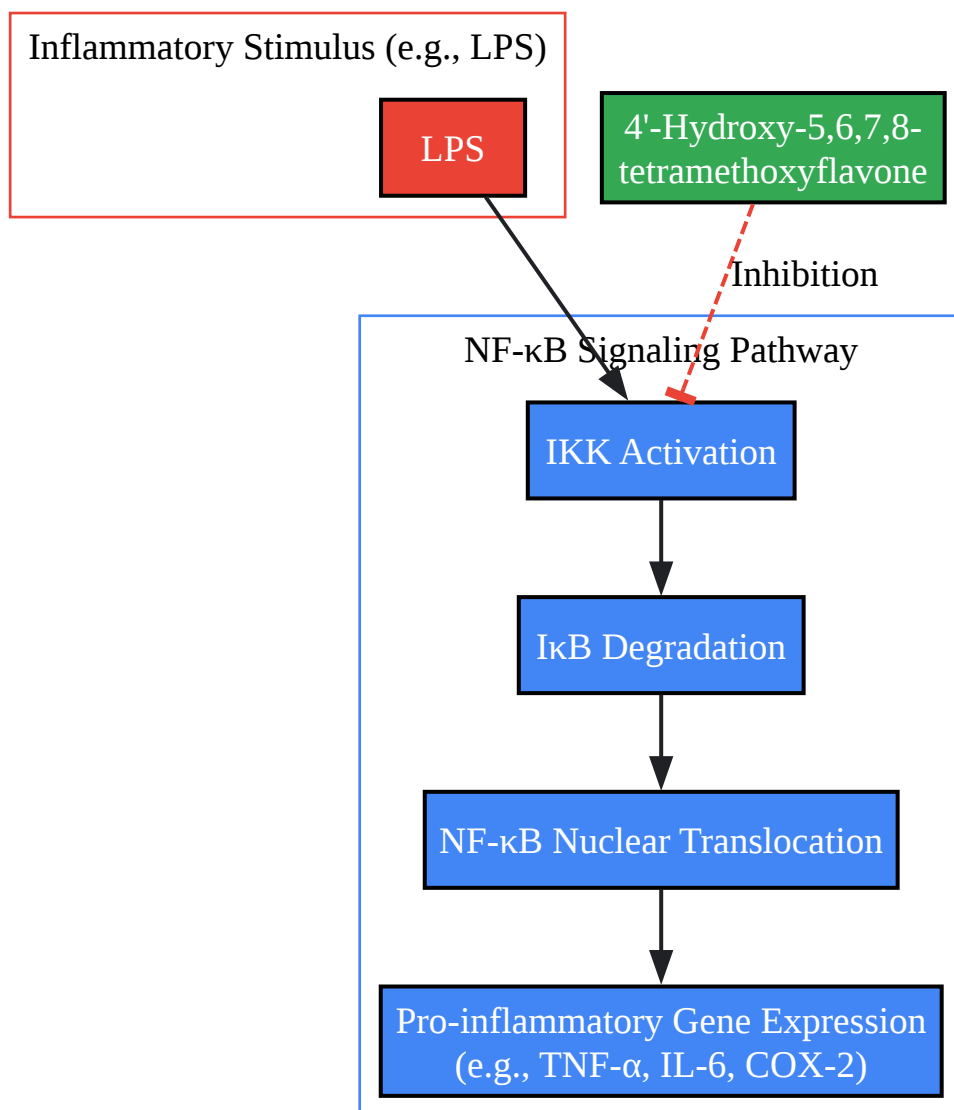 Inflammatory Stimulus (e.g., LPS)
LPS
4'-Hydroxy-5,6,7,8-
tetramethoxyflavone
Inhibition
NF-κB Signaling Pathway
IKK Activation
IκB Degradation
NF-κB Nuclear Translocation
Pro-inflammatory Gene Expression
(e.g., TNF-α, IL-6, COX-2)